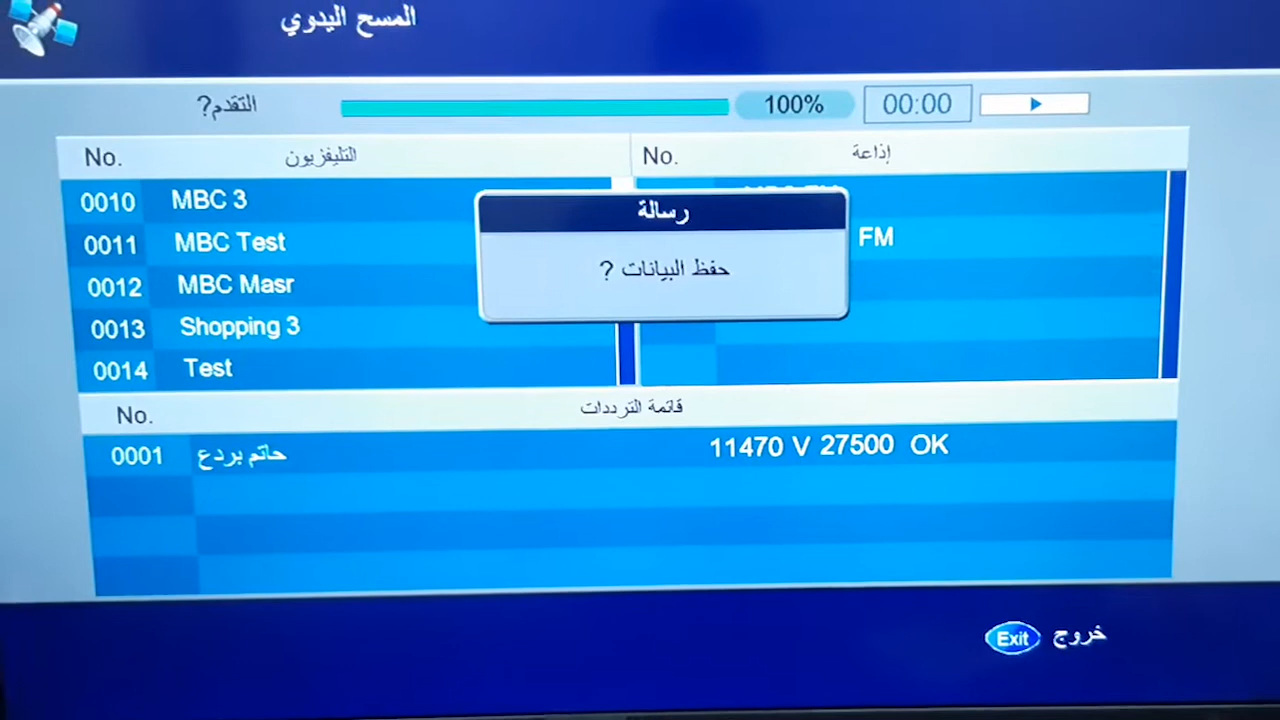 المسح اليدوي
التقدم?
100%
00:00
No. التليفزيون
No. إذاعة
0010 MBC 3
0011 MBC Test
0012 MBC Masr
0013 Shopping 3
0014 Test
FM
رسالة
حفظ البيانات ?
No. قائمة الترددات
0001 حاتم بردع 11470 V 27500 OK
Exit خروج